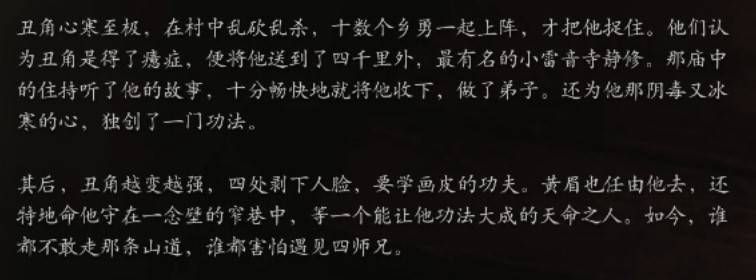 丑角心寒至极，在村中乱砍乱杀，十数个乡勇一起上阵，才把他捉住。他们认
为丑角是得了癔症，便将他送到了四千里外，最有名的小雷音寺静修。那庙中
的住持听了他的故事，十分畅快地就将他收下，做了弟子。还为他那阴毒又冰
寒的心，独创了一门功法。
其后，丑角越变越强，四处剥下人脸，要学画皮的功夫。黄眉也任由他去，还
特地命他守在一念壁的窄巷中，等一个能让他功法大成的天命之人。如今，谁
都不敢走那条山道，谁都害怕遇见四师兄。